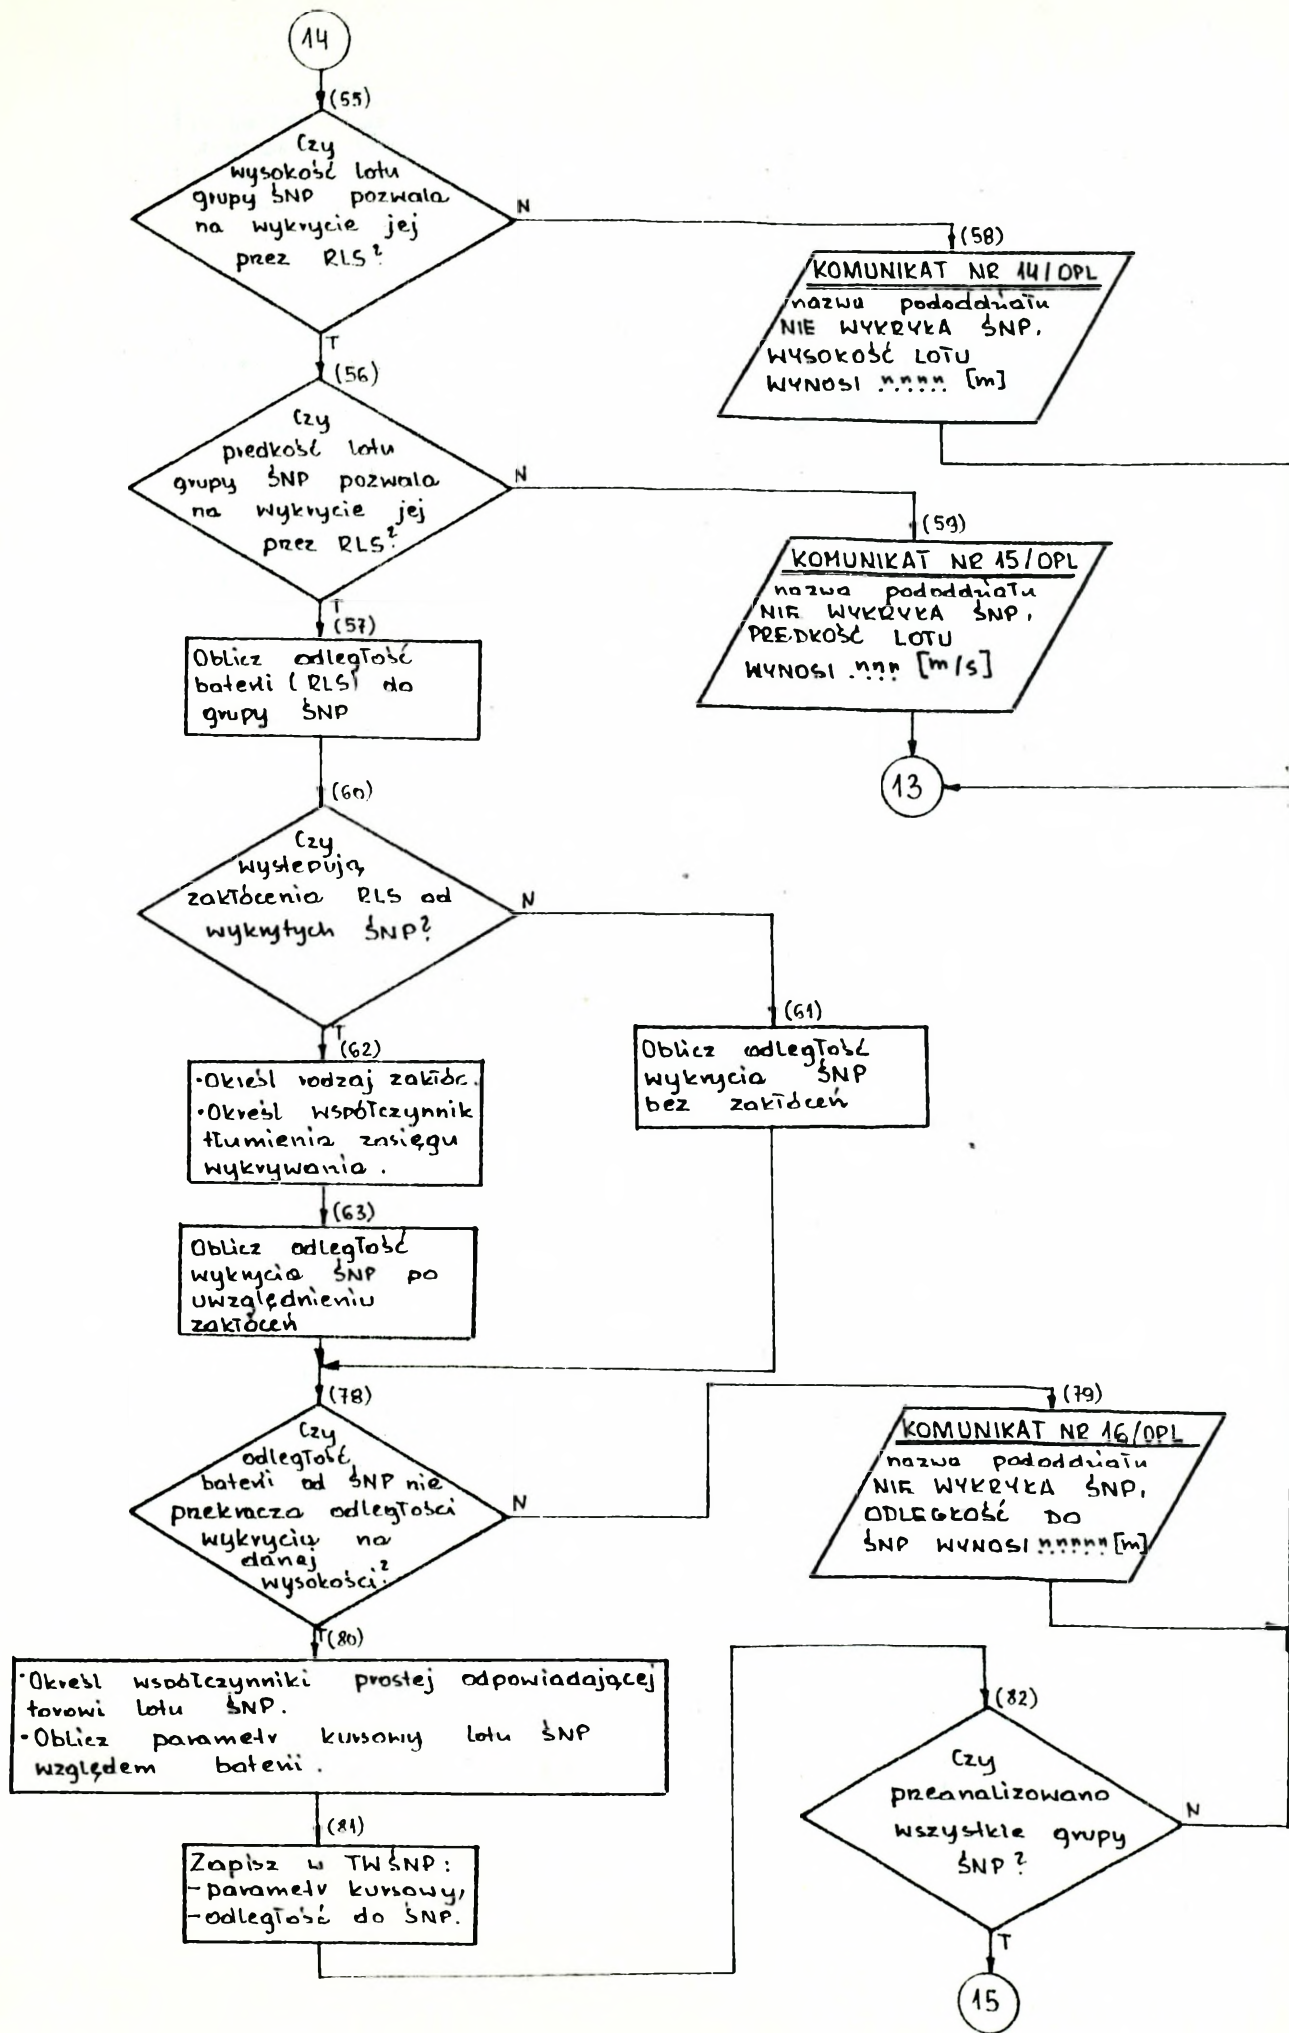 14
(55)
Czy
wysokość lotu
grupy ŚNP pozwala
na wykrycie jej
przez RLS?
N
T
(58)
KOMUNIKAT NR 14/OPL
nazwa pododdziału
NIE WYKRYŁA ŚNP,
WYSOKOŚĆ LOTU
WYNOSI nnnn [m]
(56)
Czy
prędkość lotu
grupy ŚNP pozwala
na wykrycie jej
przez RLS?
N
T
(59)
KOMUNIKAT NR 15/OPL
nazwa pododdziału
NIE WYKRYŁA ŚNP,
PRĘDKOŚĆ LOTU
WYNOSI nnn [m/s]
13
(57)
Oblicz odległość
baterii (RLS) do
grupy ŚNP
(60)
Czy
występują
zakłócenia RLS od
wykrytych ŚNP?
N
T
(61)
Oblicz odległość
wykrycia ŚNP
bez zakłóceń
(62)
·Określ rodzaj zakłóc.
·Określ współczynnik
tłumienia zasięgu
wykrywania.
(63)
Oblicz odległość
wykrycia ŚNP po
uwzględnieniu
zakłóceń
(78)
Czy
odległość
baterii od ŚNP nie
przekracza odległości
wykrycia na
danej
wysokości?
N
T
(79)
KOMUNIKAT NR 16/OPL
nazwa pododdziału
NIE WYKRYŁA ŚNP,
ODLEGŁOŚĆ DO
ŚNP WYNOSI nnnnn [m]
(80)
·Określ współczynniki prostej odpowiadającej
torowi lotu ŚNP.
·Oblicz parametr kursowy lotu ŚNP
względem baterii.
(81)
Zapisz w TWŚNP:
-parametr kursowy,
-odległość do ŚNP.
(82)
Czy
przeanalizowano
wszystkie grupy
ŚNP?
N
T
15